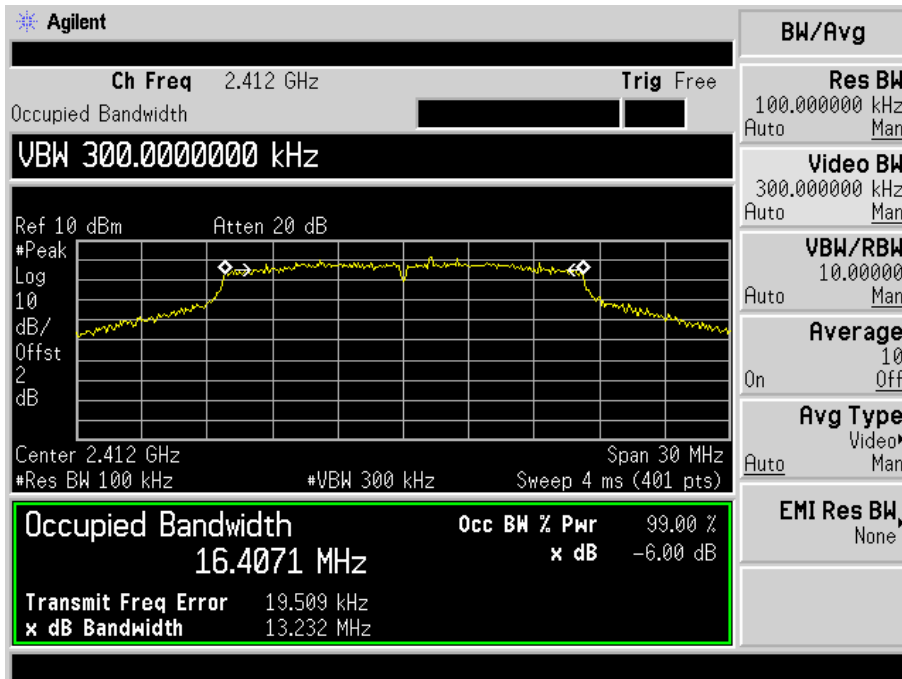 Agilent
BW/Avg
Ch Freq 2.412 GHz Trig Free
Occupied Bandwidth
VBW 300.0000000 kHz
Res BW
100.000000 kHz
Auto Man
Video BW
300.000000 kHz
Auto Man
VBW/RBW
10.00000
Auto Man
Average
10
On Off
Avg Type
Video
Auto Man
EMI Res BW
None
Ref 10 dBm Atten 20 dB
#Peak
Log
10
dB/
Offst
2
dB
Center 2.412 GHz Span 30 MHz
#Res BW 100 kHz #VBW 300 kHz Sweep 4 ms (401 pts)
Occupied Bandwidth
16.4071 MHz
Occ BW % Pwr 99.00 %
x dB -6.00 dB
Transmit Freq Error 19.509 kHz
x dB Bandwidth 13.232 MHz